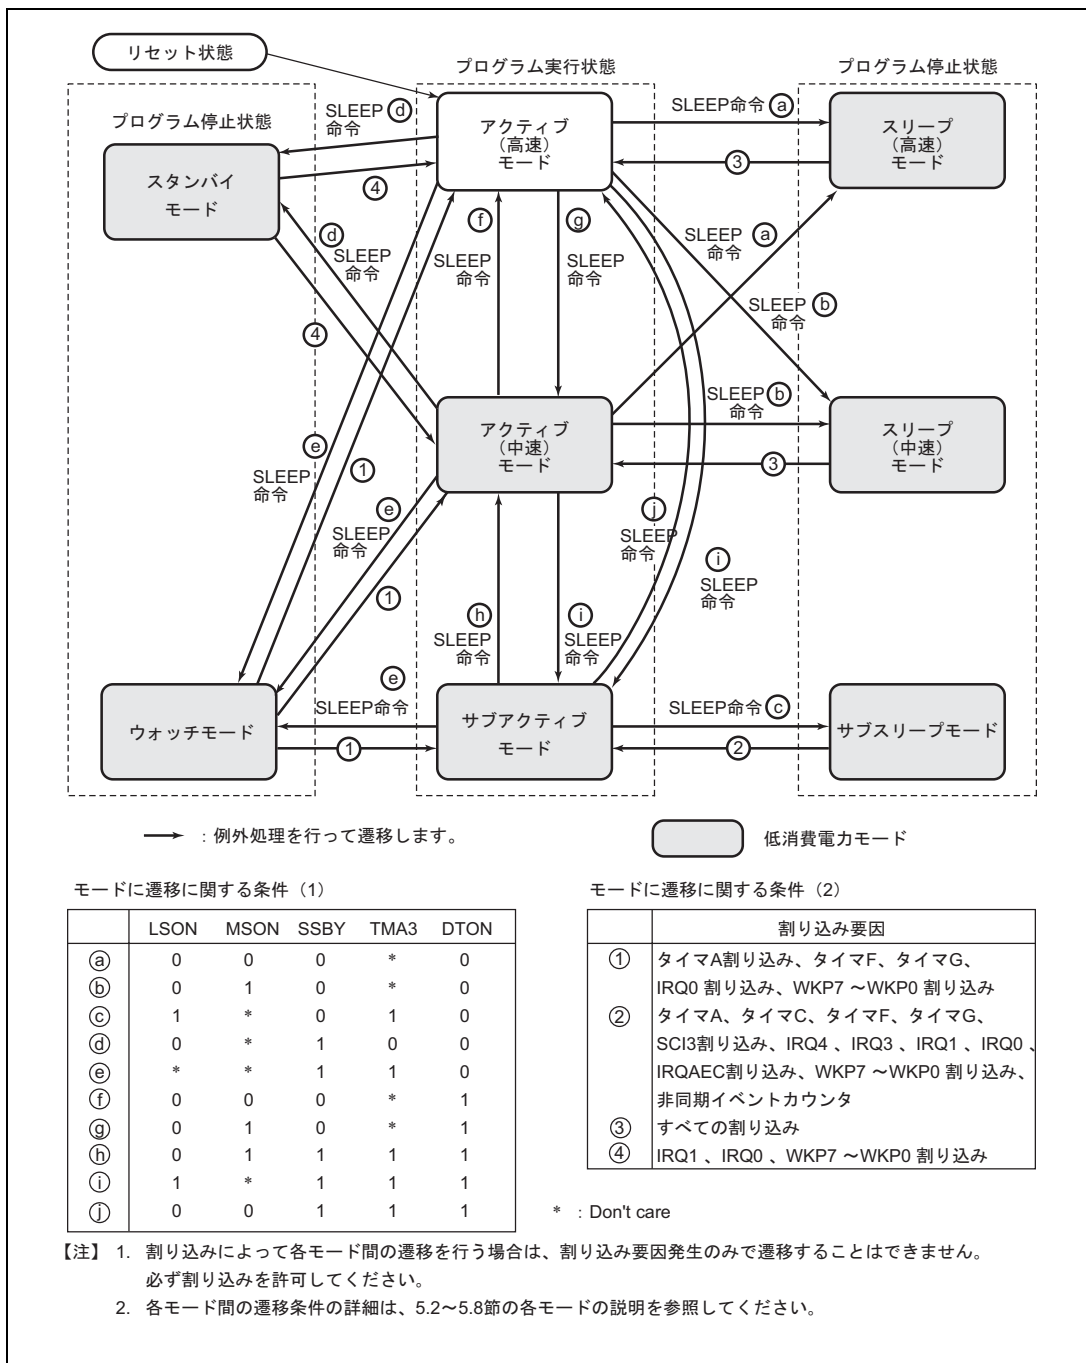 リセット状態
プログラム実行状態
プログラム停止状態
プログラム停止状態
SLEEP ⓓ
命令
アクティブ
（高速）
モード
SLEEP命令 ⓐ
スリープ
（高速）
モード
③
スタンバイ
モード
④
ⓓ
SLEEP
命令
ⓕ
SLEEP
命令
ⓖ
SLEEP
命令
SLEEP ⓐ
命令
SLEEP ⓑ
命令
④
アクティブ
（中速）
モード
SLEEP ⓑ
命令
スリープ
（中速）
モード
③
ⓔ
SLEEP
命令
①
ⓔ
SLEEP
命令
①
ⓙ
SLEEP
命令
ⓘ
SLEEP
命令
ⓗ
SLEEP
命令
ⓘ
SLEEP
命令
ⓔ
SLEEP命令
ウォッチモード
①
サブアクティブ
モード
SLEEP命令 ⓒ
②
サブスリープモード
：例外処理を行って遷移します。
低消費電力モード
モードに遷移に関する条件（1）
LSON MSON SSBY TMA3 DTON
ⓐ 0 0 0 * 0
ⓑ 0 1 0 * 0
ⓒ 1 * 0 1 0
ⓓ 0 * 1 0 0
ⓔ * * 1 1 0
ⓕ 0 0 0 * 1
ⓖ 0 1 0 * 1
ⓗ 0 1 1 1 1
ⓘ 1 * 1 1 1
ⓙ 0 0 1 1 1
モードに遷移に関する条件（2）
割り込み要因
① タイマA割り込み、タイマF、タイマG、
IRQ0 割り込み、WKP7 ～WKP0 割り込み
② タイマA、タイマC、タイマF、タイマG、
SCI3割り込み、IRQ4 、IRQ3 、IRQ1 、IRQ0 、
IRQAEC割り込み、WKP7 ～WKP0 割り込み、
非同期イベントカウンタ
③ すべての割り込み
④ IRQ1 、IRQ0 、WKP7 ～WKP0 割り込み
* ：Don't care
【注】 1. 割り込みによって各モード間の遷移を行う場合は、割り込み要因発生のみで遷移することはできません。
必ず割り込みを許可してください。
2. 各モード間の遷移条件の詳細は、5.2～5.8節の各モードの説明を参照してください。